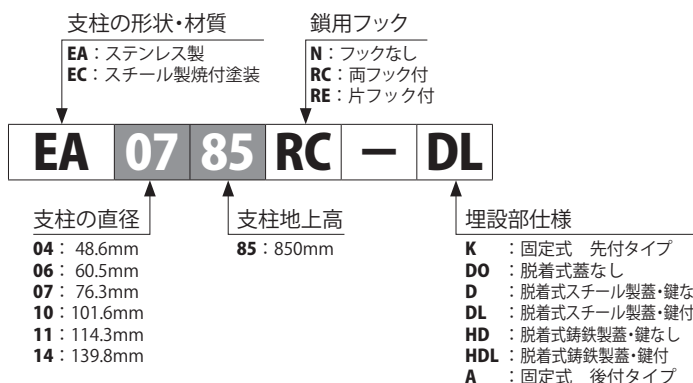 支柱の形状・材質
EA：ステンレス製
EC：スチール製焼付塗装
鎖用フック
N：フックなし
RC：両フック付
RE：片フック付
EA 07 85 RC － DL
支柱の直径
04： 48.6mm
06： 60.5mm
07： 76.3mm
10：101.6mm
11：114.3mm
14：139.8mm
支柱地上高
85：850mm
埋設部仕様
K ：固定式 先付タイプ
DO ：脱着式蓋なし
D ：脱着式スチール製蓋・鍵な
DL ：脱着式スチール製蓋・鍵付
HD ：脱着式鋳鉄製蓋・鍵なし
HDL ：脱着式鋳鉄製蓋・鍵付
A ：固定式 後付タイプ